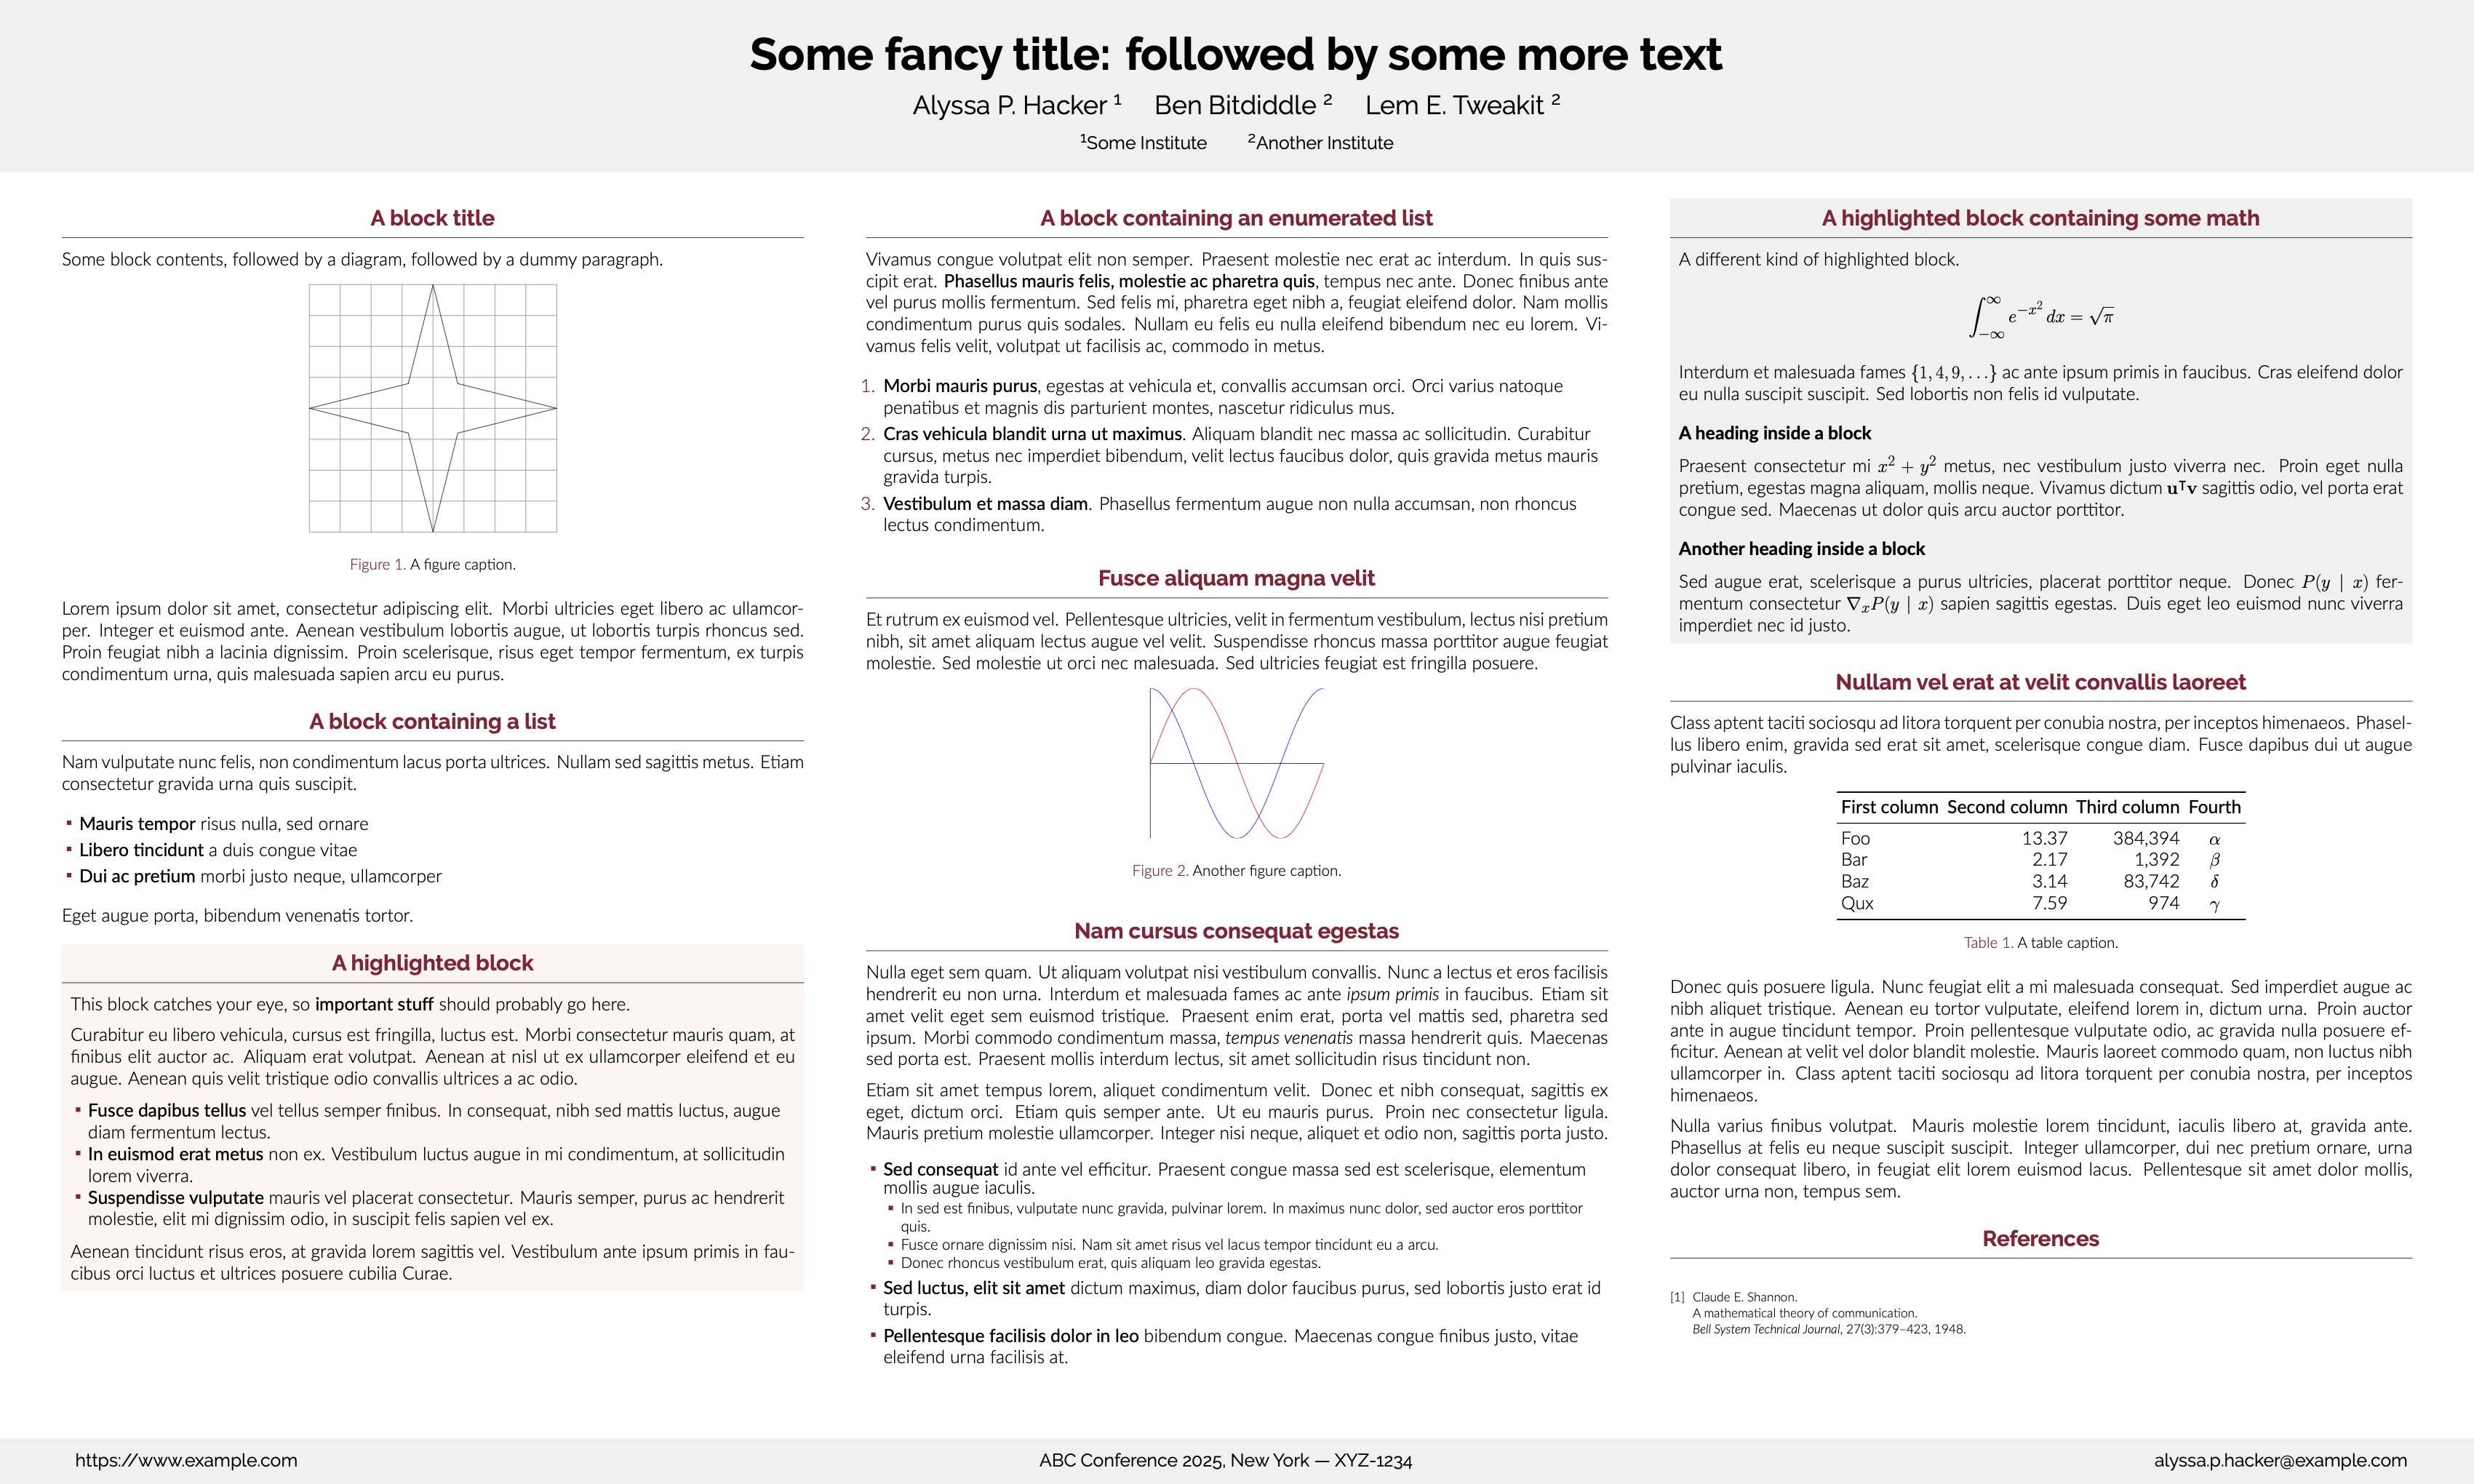 Some fancy title: followed by some more text
Alyssa P. Hacker ¹ Ben Bitdiddle ² Lem E. Tweakit ²
¹Some Institute ²Another Institute
A block title
Some block contents, followed by a diagram, followed by a dummy paragraph.
Figure 1. A figure caption.
Lorem ipsum dolor sit amet, consectetur adipiscing elit. Morbi ultricies eget libero ac ullamcor-
per. Integer et euismod ante. Aenean vestibulum lobortis augue, ut lobortis turpis rhoncus sed.
Proin feugiat nibh a lacinia dignissim. Proin scelerisque, risus eget tempor fermentum, ex turpis
condimentum urna, quis malesuada sapien arcu eu purus.
A block containing a list
Nam vulputate nunc felis, non condimentum lacus porta ultrices. Nullam sed sagittis metus. Etiam
consectetur gravida urna quis suscipit.
▪ Mauris tempor risus nulla, sed ornare
▪ Libero tincidunt a duis congue vitae
▪ Dui ac pretium morbi justo neque, ullamcorper
Eget augue porta, bibendum venenatis tortor.
A highlighted block
This block catches your eye, so important stuff should probably go here.
Curabitur eu libero vehicula, cursus est fringilla, luctus est. Morbi consectetur mauris quam, at
finibus elit auctor ac. Aliquam erat volutpat. Aenean at nisl ut ex ullamcorper eleifend et eu
augue. Aenean quis velit tristique odio convallis ultrices a ac odio.
▪ Fusce dapibus tellus vel tellus semper finibus. In consequat, nibh sed mattis luctus, augue
diam fermentum lectus.
▪ In euismod erat metus non ex. Vestibulum luctus augue in mi condimentum, at sollicitudin
lorem viverra.
▪ Suspendisse vulputate mauris vel placerat consectetur. Mauris semper, purus ac hendrerit
molestie, elit mi dignissim odio, in suscipit felis sapien vel ex.
Aenean tincidunt risus eros, at gravida lorem sagittis vel. Vestibulum ante ipsum primis in fau-
cibus orci luctus et ultrices posuere cubilia Curae.
A block containing an enumerated list
Vivamus congue volutpat elit non semper. Praesent molestie nec erat ac interdum. In quis sus-
cipit erat. Phasellus mauris felis, molestie ac pharetra quis, tempus nec ante. Donec finibus ante
vel purus mollis fermentum. Sed felis mi, pharetra eget nibh a, feugiat eleifend dolor. Nam mollis
condimentum purus quis sodales. Nullam eu felis eu nulla eleifend bibendum nec eu lorem. Vi-
vamus felis velit, volutpat ut facilisis ac, commodo in metus.
1. Morbi mauris purus, egestas at vehicula et, convallis accumsan orci. Orci varius natoque
penatibus et magnis dis parturient montes, nascetur ridiculus mus.
2. Cras vehicula blandit urna ut maximus. Aliquam blandit nec massa ac sollicitudin. Curabitur
cursus, metus nec imperdiet bibendum, velit lectus faucibus dolor, quis gravida metus mauris
gravida turpis.
3. Vestibulum et massa diam. Phasellus fermentum augue non nulla accumsan, non rhoncus
lectus condimentum.
Fusce aliquam magna velit
Et rutrum ex euismod vel. Pellentesque ultricies, velit in fermentum vestibulum, lectus nisi pretium
nibh, sit amet aliquam lectus augue vel velit. Suspendisse rhoncus massa porttitor augue feugiat
molestie. Sed molestie ut orci nec malesuada. Sed ultricies feugiat est fringilla posuere.
Figure 2. Another figure caption.
Nam cursus consequat egestas
Nulla eget sem quam. Ut aliquam volutpat nisi vestibulum convallis. Nunc a lectus et eros facilisis
hendrerit eu non urna. Interdum et malesuada fames ac ante ipsum primis in faucibus. Etiam sit
amet velit eget sem euismod tristique. Praesent enim erat, porta vel mattis sed, pharetra sed
ipsum. Morbi commodo condimentum massa, tempus venenatis massa hendrerit quis. Maecenas
sed porta est. Praesent mollis interdum lectus, sit amet sollicitudin risus tincidunt non.
Etiam sit amet tempus lorem, aliquet condimentum velit. Donec et nibh consequat, sagittis ex
eget, dictum orci. Etiam quis semper ante. Ut eu mauris purus. Proin nec consectetur ligula.
Mauris pretium molestie ullamcorper. Integer nisi neque, aliquet et odio non, sagittis porta justo.
▪ Sed consequat id ante vel efficitur. Praesent congue massa sed est scelerisque, elementum
mollis augue iaculis.
▪ In sed est finibus, vulputate nunc gravida, pulvinar lorem. In maximus nunc dolor, sed auctor eros porttitor
quis.
▪ Fusce ornare dignissim nisi. Nam sit amet risus vel lacus tempor tincidunt eu a arcu.
▪ Donec rhoncus vestibulum erat, quis aliquam leo gravida egestas.
▪ Sed luctus, elit sit amet dictum maximus, diam dolor faucibus purus, sed lobortis justo erat id
turpis.
▪ Pellentesque facilisis dolor in leo bibendum congue. Maecenas congue finibus justo, vitae
eleifend urna facilisis at.
A highlighted block containing some math
A different kind of highlighted block.
∫_{−∞}^{∞} e^{−x²} dx = √π
Interdum et malesuada fames {1, 4, 9, . . .} ac ante ipsum primis in faucibus. Cras eleifend dolor
eu nulla suscipit suscipit. Sed lobortis non felis id vulputate.
A heading inside a block
Praesent consectetur mi x² + y² metus, nec vestibulum justo viverra nec. Proin eget nulla
pretium, egestas magna aliquam, mollis neque. Vivamus dictum u⊺v sagittis odio, vel porta erat
congue sed. Maecenas ut dolor quis arcu auctor porttitor.
Another heading inside a block
Sed augue erat, scelerisque a purus ultricies, placerat porttitor neque. Donec P(y | x) fer-
mentum consectetur ∇ₓP(y | x) sapien sagittis egestas. Duis eget leo euismod nunc viverra
imperdiet nec id justo.
Nullam vel erat at velit convallis laoreet
Class aptent taciti sociosqu ad litora torquent per conubia nostra, per inceptos himenaeos. Phasel-
lus libero enim, gravida sed erat sit amet, scelerisque congue diam. Fusce dapibus dui ut augue
pulvinar iaculis.
First column Second column Third column Fourth
Foo 13.37 384,394 α
Bar 2.17 1,392 β
Baz 3.14 83,742 δ
Qux 7.59 974 γ
Table 1. A table caption.
Donec quis posuere ligula. Nunc feugiat elit a mi malesuada consequat. Sed imperdiet augue ac
nibh aliquet tristique. Aenean eu tortor vulputate, eleifend lorem in, dictum urna. Proin auctor
ante in augue tincidunt tempor. Proin pellentesque vulputate odio, ac gravida nulla posuere ef-
ficitur. Aenean at velit vel dolor blandit molestie. Mauris laoreet commodo quam, non luctus nibh
ullamcorper in. Class aptent taciti sociosqu ad litora torquent per conubia nostra, per inceptos
himenaeos.
Nulla varius finibus volutpat. Mauris molestie lorem tincidunt, iaculis libero at, gravida ante.
Phasellus at felis eu neque suscipit suscipit. Integer ullamcorper, dui nec pretium ornare, urna
dolor consequat libero, in feugiat elit lorem euismod lacus. Pellentesque sit amet dolor mollis,
auctor urna non, tempus sem.
References
[1] Claude E. Shannon.
A mathematical theory of communication.
Bell System Technical Journal, 27(3):379–423, 1948.
https://www.example.com
ABC Conference 2025, New York — XYZ-1234
alyssa.p.hacker@example.com